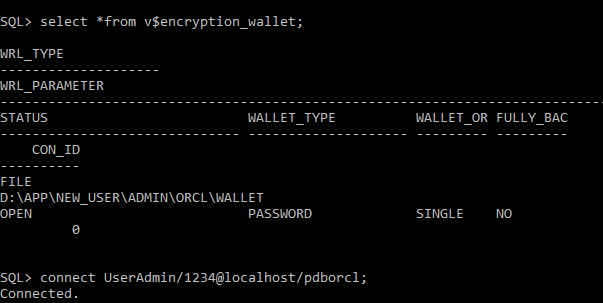 SQL> select *from v$encryption_wallet;
WRL_TYPE
--------------------
WRL_PARAMETER
--------------------------------------------------------------------------------
STATUS                         WALLET_TYPE          WALLET_OR FULLY_BAC
------------------------------ -------------------- --------- ---------
    CON_ID
----------
FILE
D:\APP\NEW_USER\ADMIN\ORCL\WALLET
OPEN                           PASSWORD             SINGLE    NO
         0
SQL> connect UserAdmin/1234@localhost/pdborcl;
Connected.